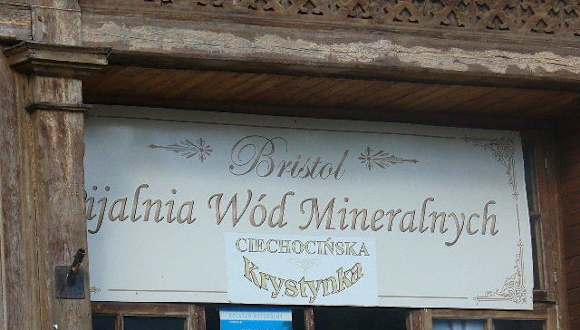 Bristol
ijalnia Wód Mineralnych
CIECHOCIŃSKA
Krystynka